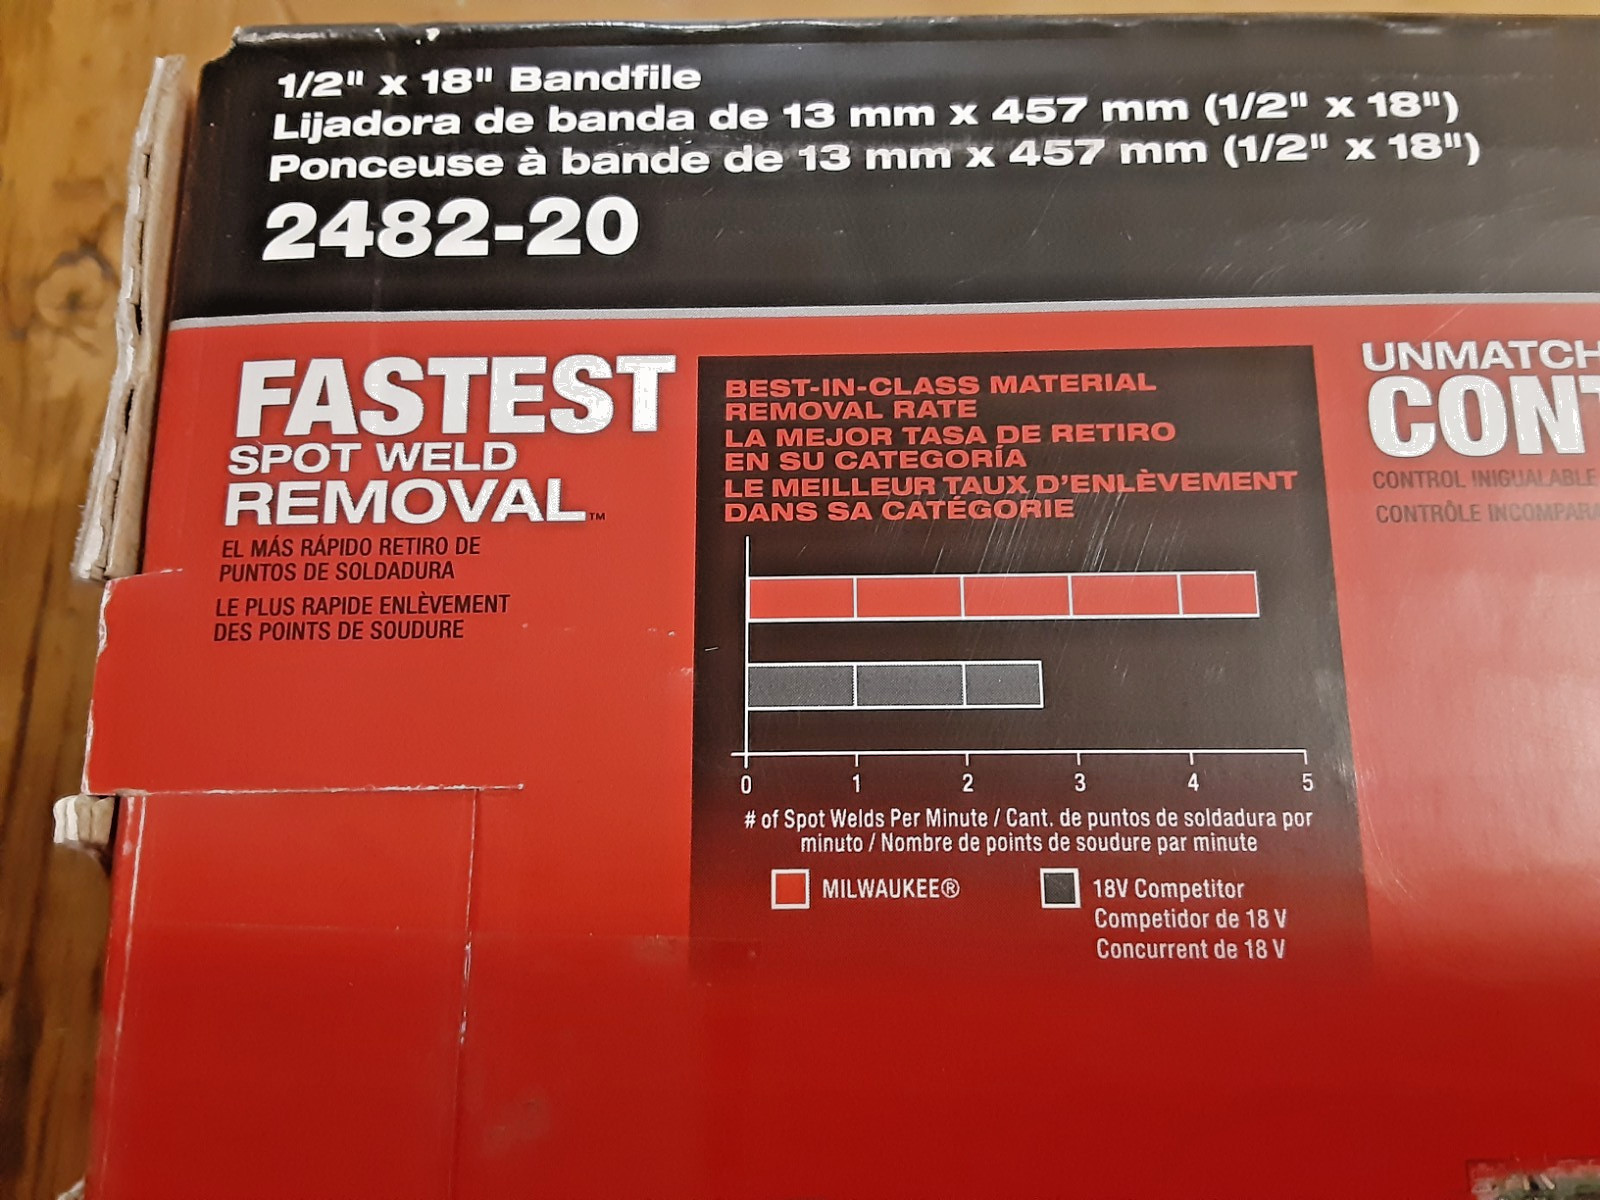 1/2" x 18" Bandfile
Lijadora de banda de 13 mm x 457 mm (1/2" x 18")
Ponceuse à bande de 13 mm x 457 mm (1/2" x 18")
2482-20
FASTEST
SPOT WELD
REMOVAL™
EL MÁS RÁPIDO RETIRO DE
PUNTOS DE SOLDADURA
LE PLUS RAPIDE ENLÈVEMENT
DES POINTS DE SOUDURE
BEST-IN-CLASS MATERIAL
REMOVAL RATE
LA MEJOR TASA DE RETIRO
EN SU CATEGORÍA
LE MEILLEUR TAUX D'ENLÈVEMENT
DANS SA CATÉGORIE
0 1 2 3 4 5
# of Spot Welds Per Minute / Cant. de puntos de soldadura por
minuto / Nombre de points de soudure par minute
MILWAUKEE®
18V Competitor
Competidor de 18 V
Concurrent de 18 V
UNMATCH
CONT
CONTROL INIGUALABLE
CONTRÔLE INCOMPARA